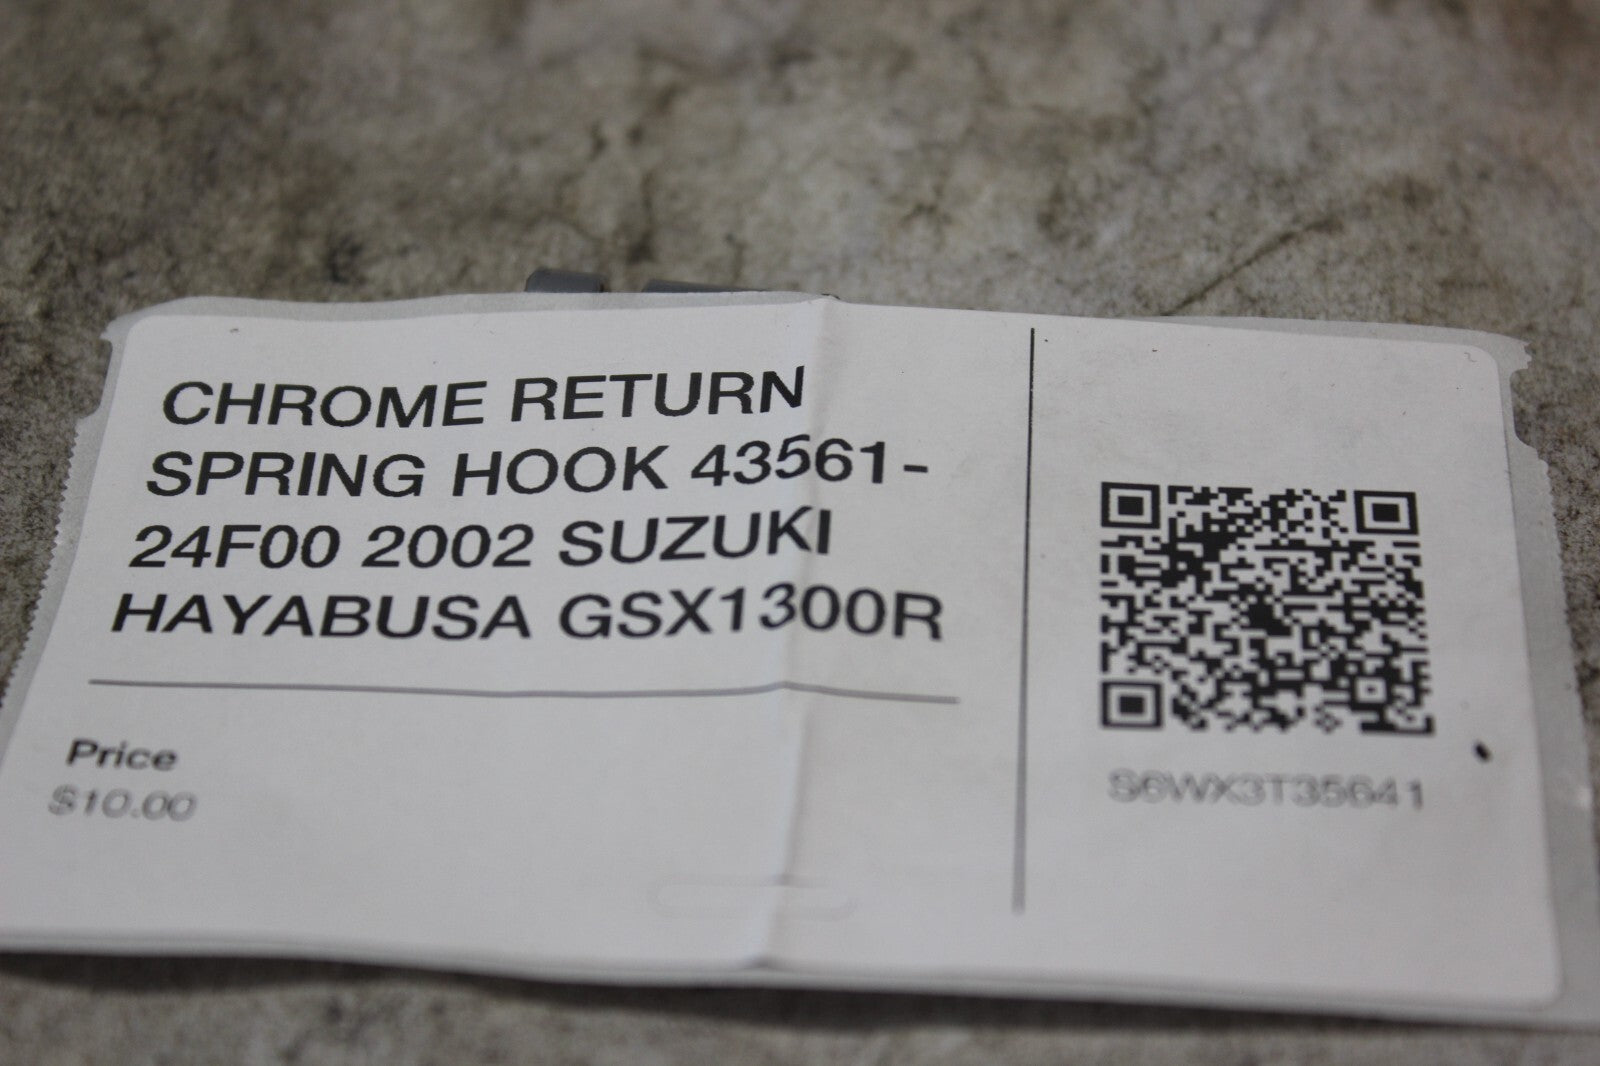 CHROME RETURN
SPRING HOOK 43561-
24F00 2002 SUZUKI
HAYABUSA GSX1300R
Price
$10.00
S6WX3T35641